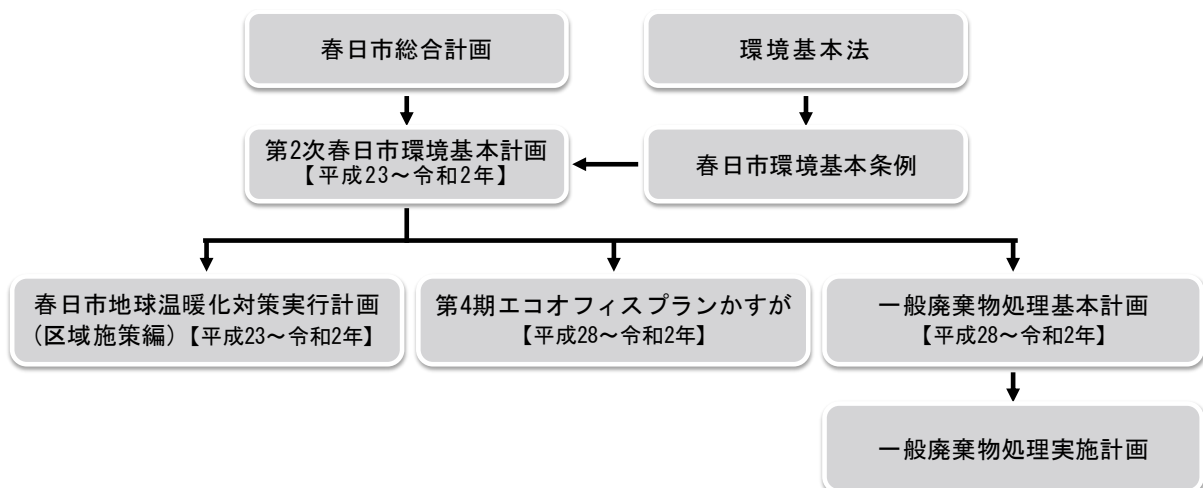 春日市総合計画
環境基本法
第2次春日市環境基本計画
【平成23～令和2年】
春日市環境基本条例
春日市地球温暖化対策実行計画
(区域施策編)【平成23～令和2年】
第4期エコオフィスプランかすが
【平成28～令和2年】
一般廃棄物処理基本計画
【平成28～令和2年】
一般廃棄物処理実施計画